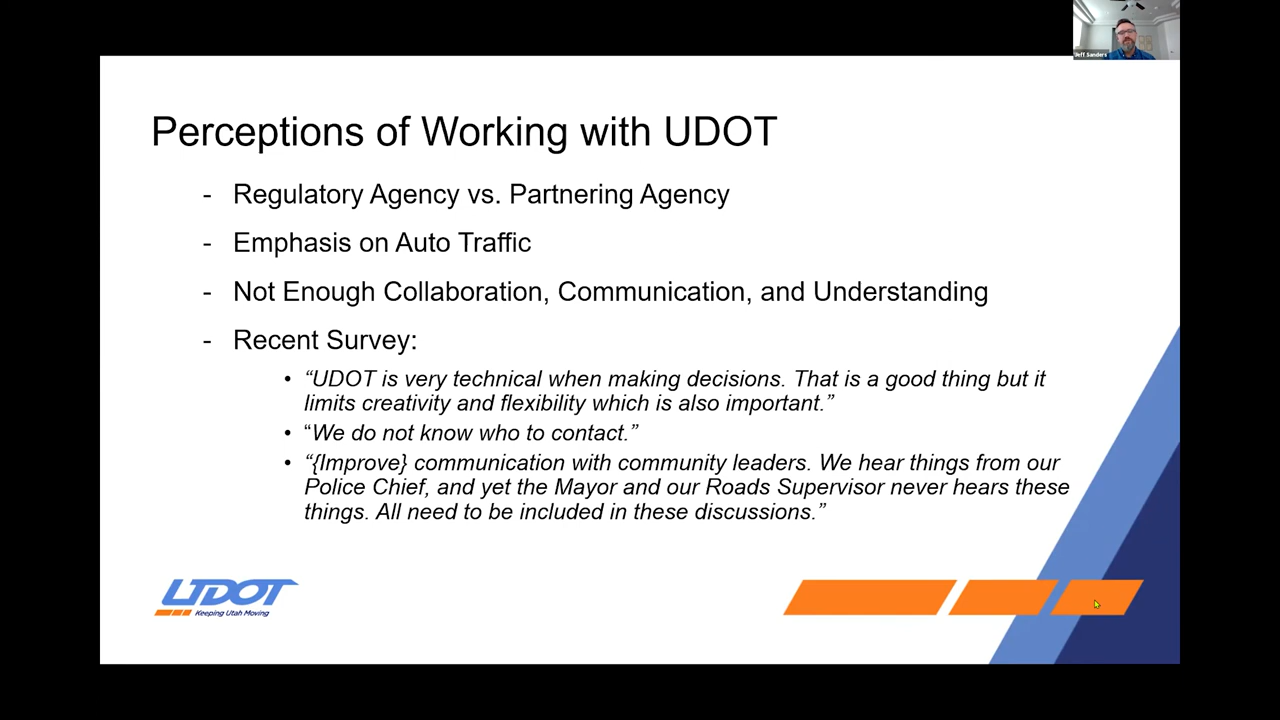 Jeff Sanders
Perceptions of Working with UDOT
- Regulatory Agency vs. Partnering Agency
- Emphasis on Auto Traffic
- Not Enough Collaboration, Communication, and Understanding
- Recent Survey:
• “UDOT is very technical when making decisions. That is a good thing but it
limits creativity and flexibility which is also important.”
• “We do not know who to contact.”
• “{Improve} communication with community leaders. We hear things from our
Police Chief, and yet the Mayor and our Roads Supervisor never hears these
things. All need to be included in these discussions.”
UDOT
Keeping Utah Moving